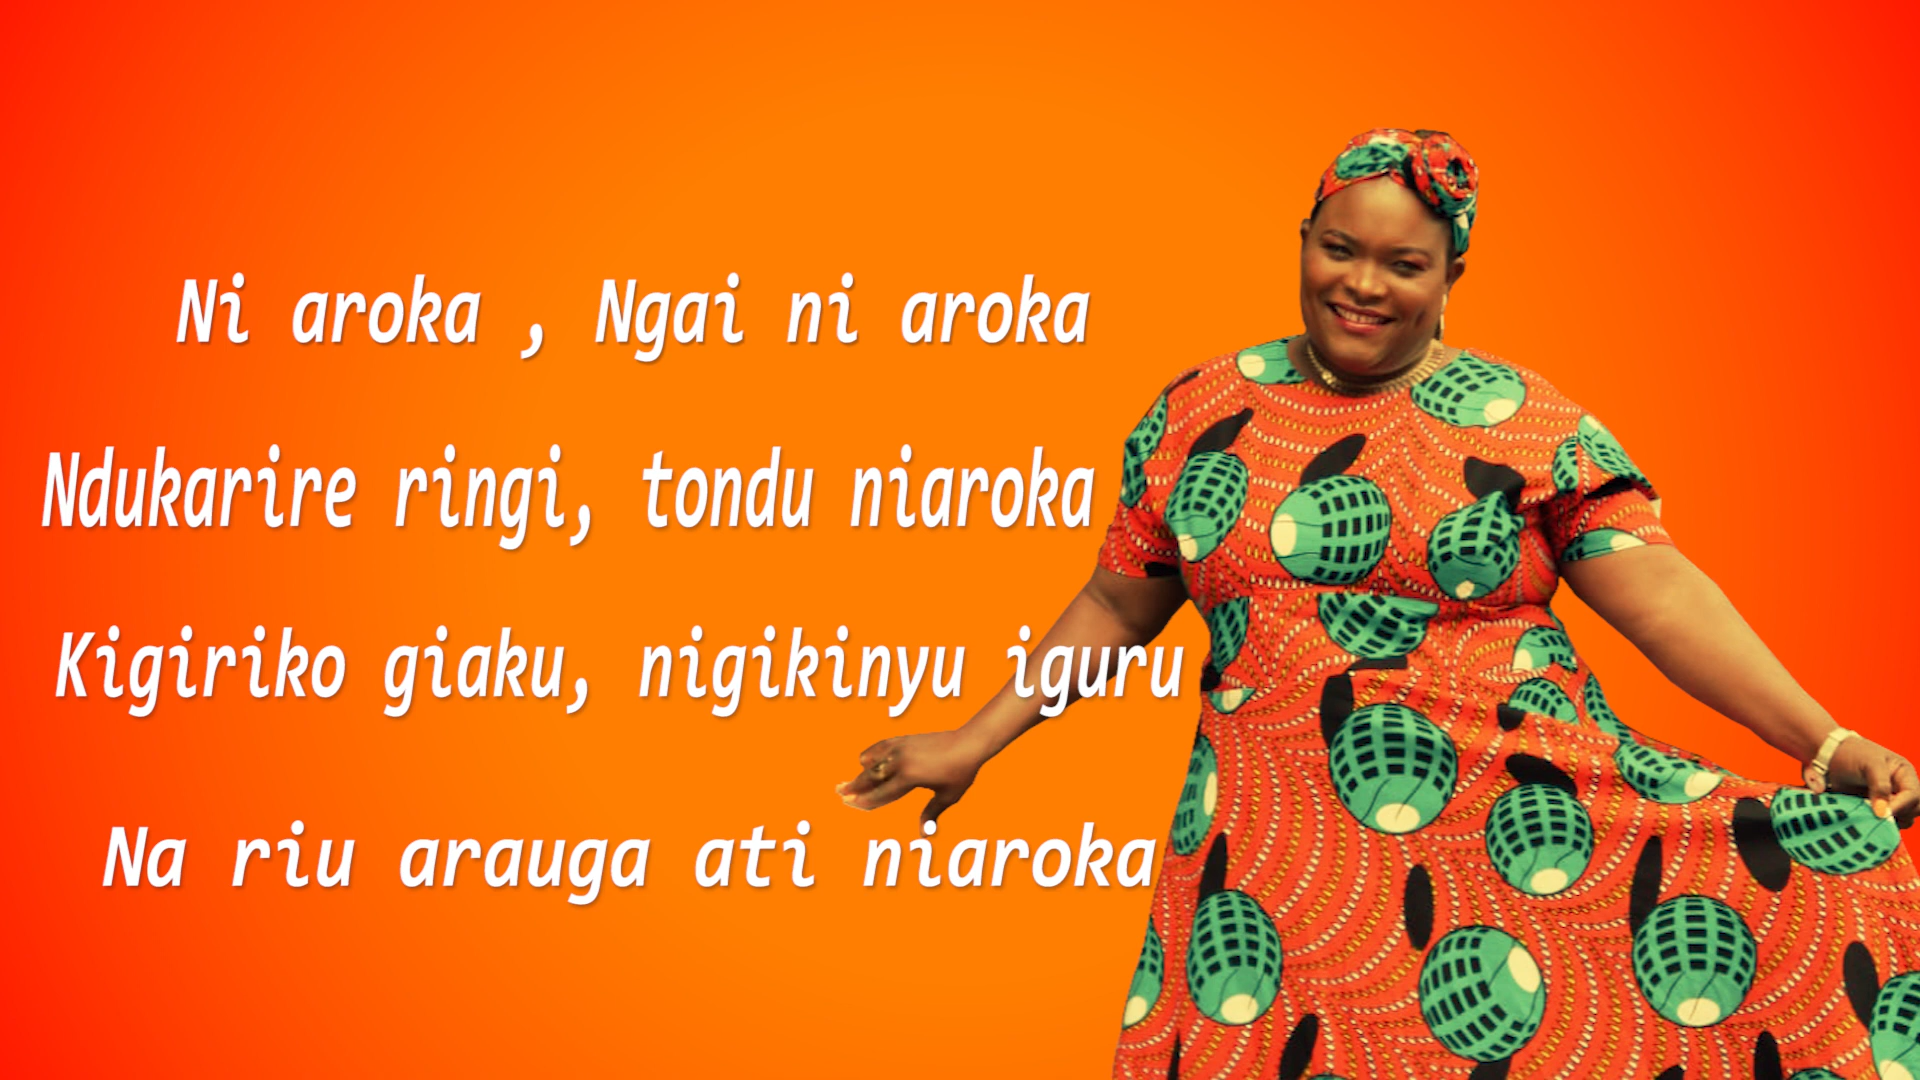 Ni aroka , Ngai ni aroka
Ndukarire ringi, tondu niaroka
Kigiriko giaku, nigikinyu iguru
Na riu arauga ati niaroka